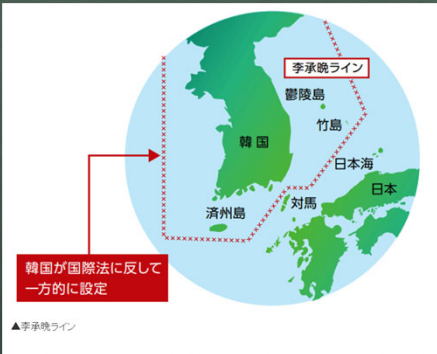 李承晩ライン
鬱陵島
竹島
韓国
日本海
日本
済州島
対馬
韓国が国際法に反して
一方的に設定
▲李承晩ライン